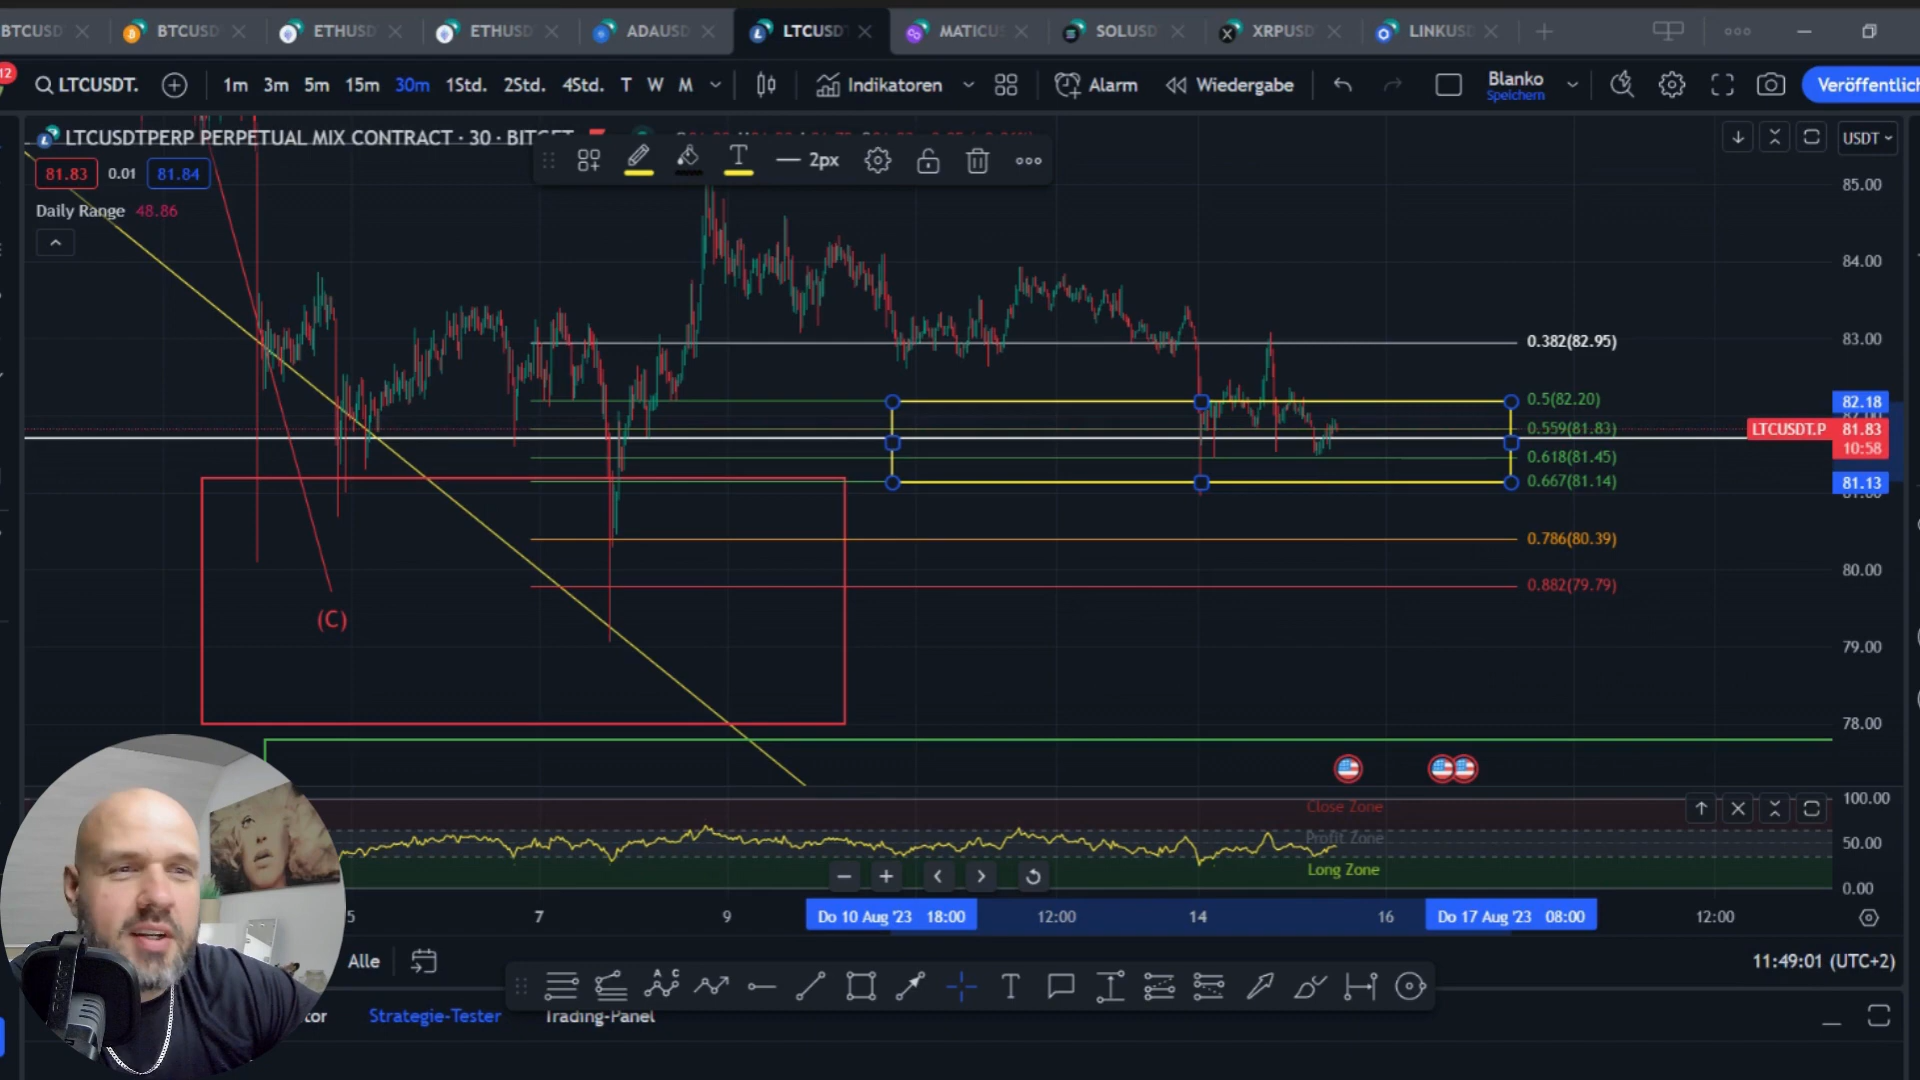 BTCUSD BTCUSD ETHUSD ETHUSD ADAUSD LTCUSDT MATICUS SOLUSD XRPUSD LINKUSD
12 LTCUSDT. 1m 3m 5m 15m 30m 1Std. 2Std. 4Std. T W M Indikatoren Alarm Wiedergabe Blanko Speichern Veröffentlich
LTCUSDTPERP PERPETUAL MIX CONTRACT · 30 · BITGET
USDT
2px
81.83 0.01 81.84
Daily Range 48.86
85.00
84.00
83.00
0.382(82.95)
0.5(82.20)
82.18
0.559(81.83)
LTCUSDT.P 81.83
10:58
0.618(81.45)
0.667(81.14)
81.13
0.786(80.39)
80.00
0.882(79.79)
(C)
79.00
78.00
Close Zone
100.00
Profit Zone
50.00
Long Zone
0.00
5 7 9 Do 10 Aug '23 18:00 12:00 14 16 Do 17 Aug '23 08:00 12:00
Alle
11:49:01 (UTC+2)
tor Strategie-Tester Trading-Panel